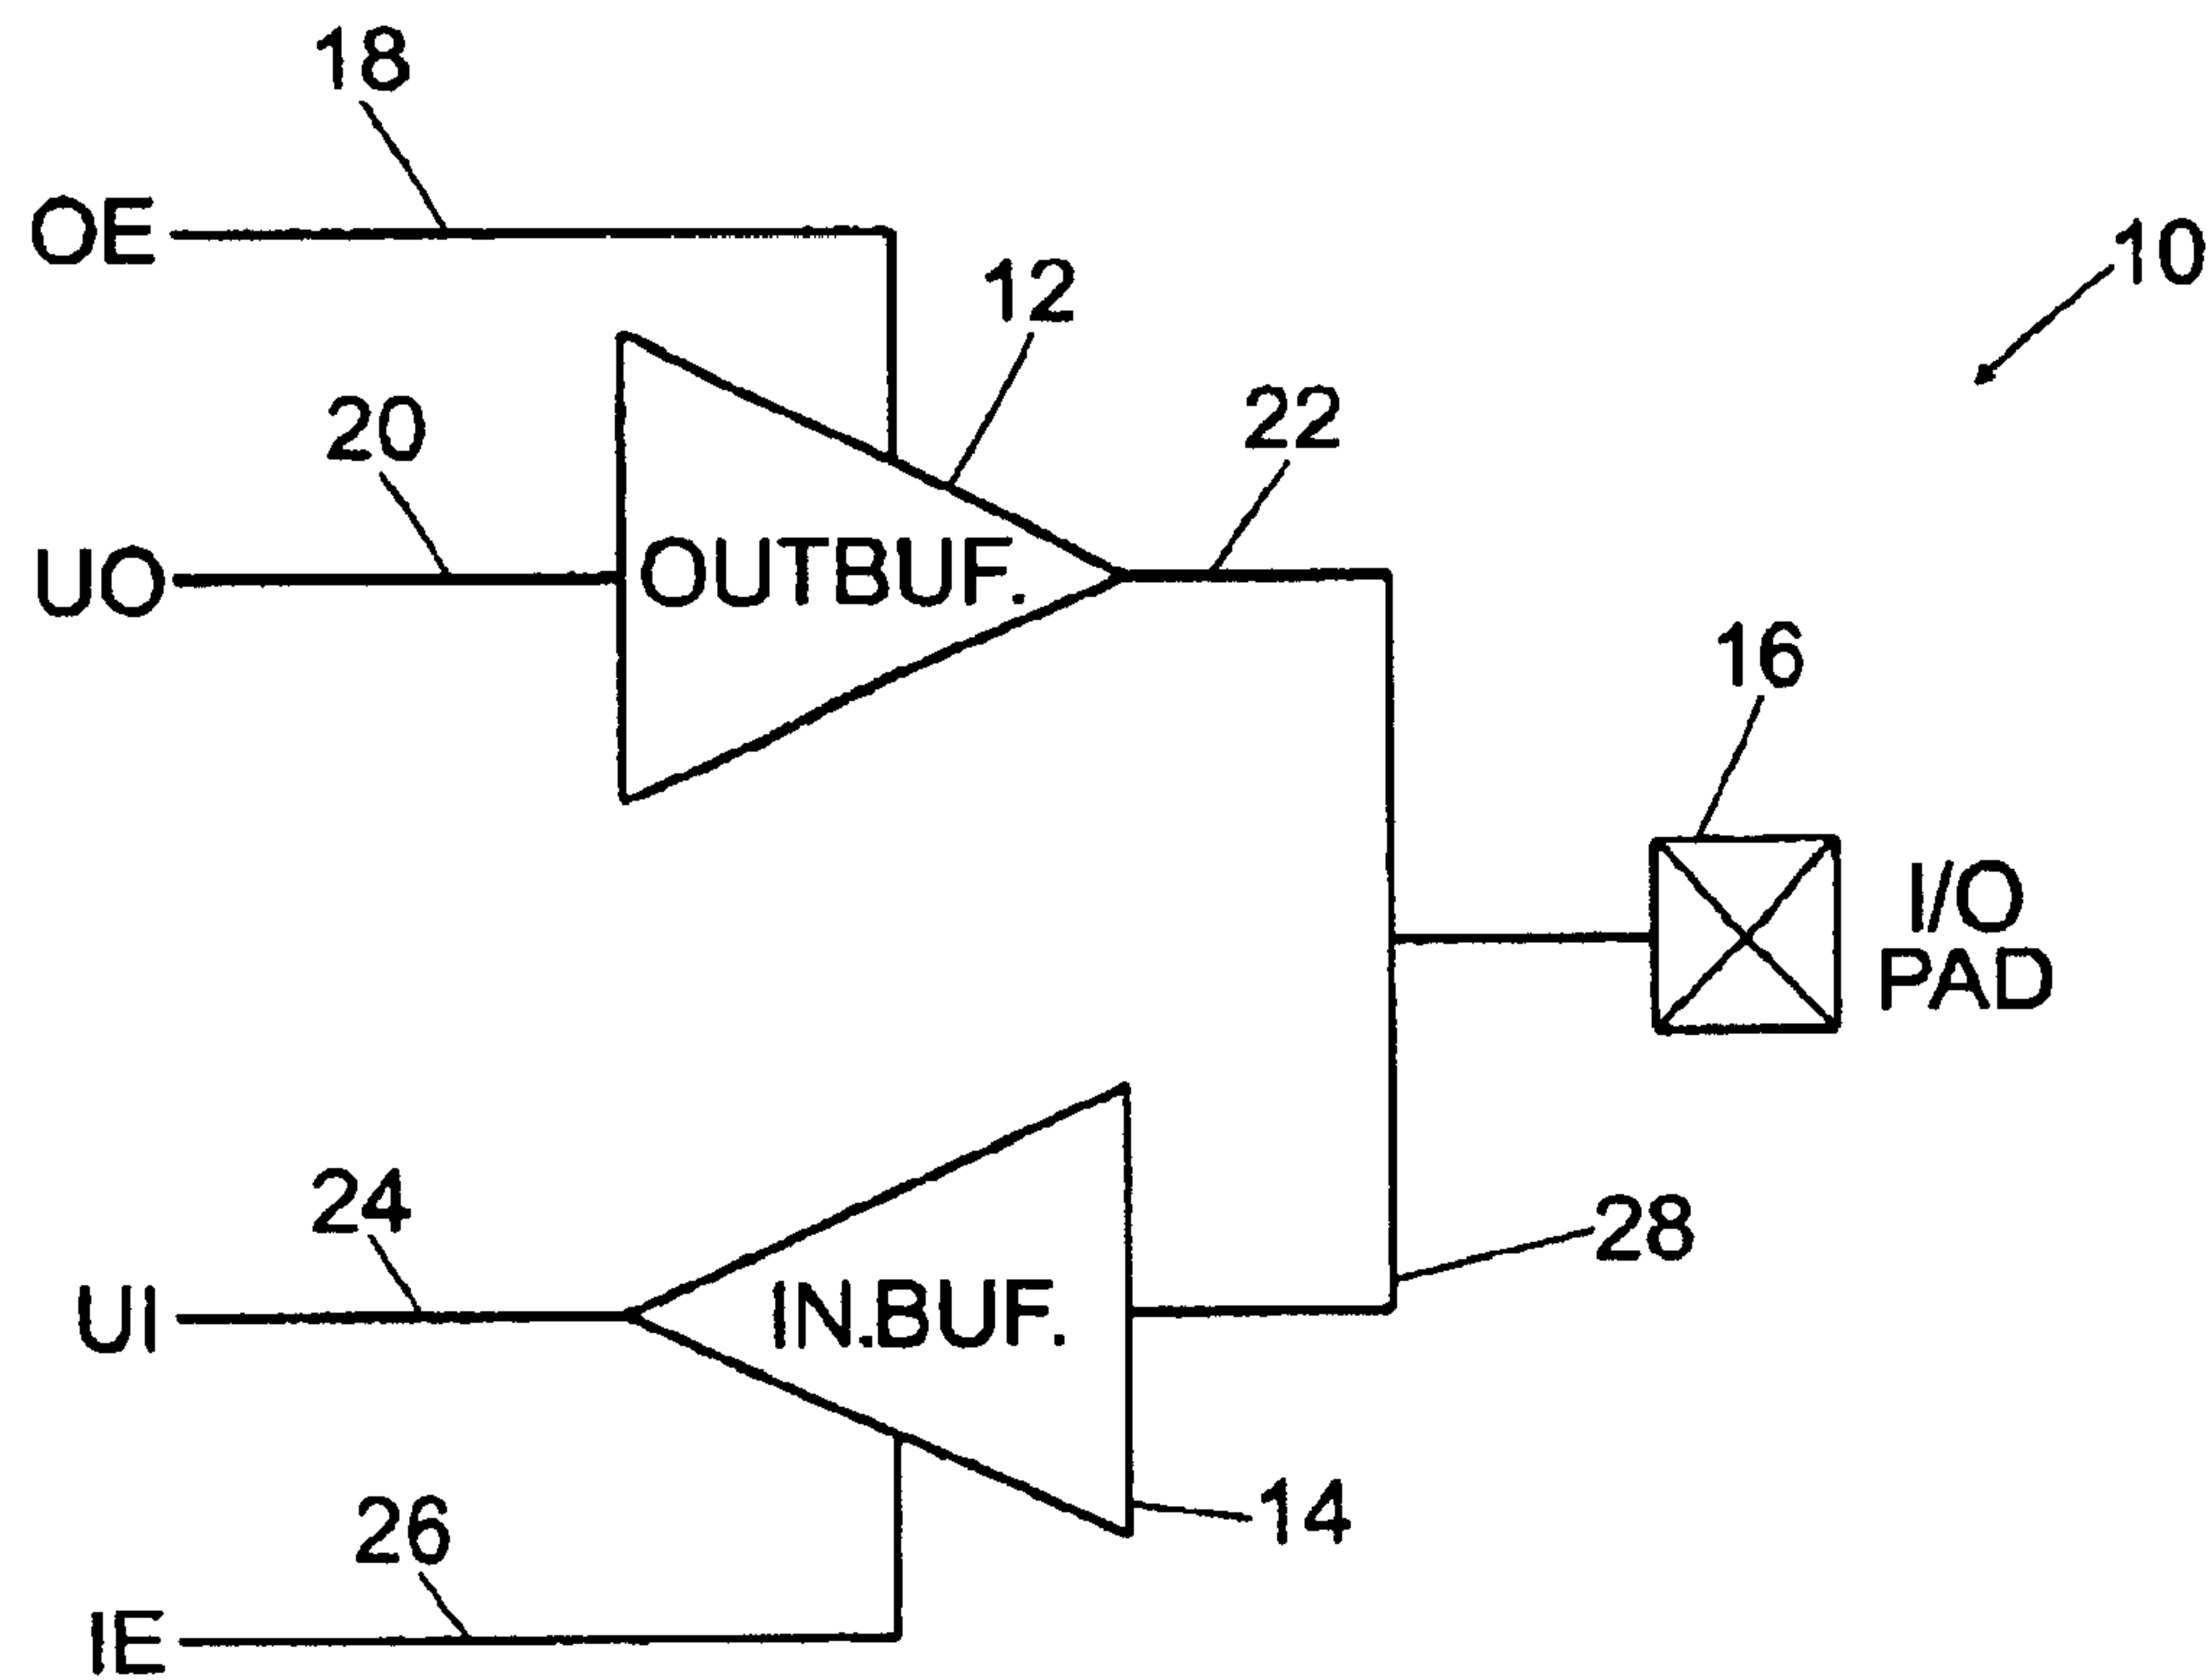 18
OE
10
12
20
22
UO
OUTBUF.
16
I/O
PAD
24
28
UI
IN.BUF.
26
14
IE